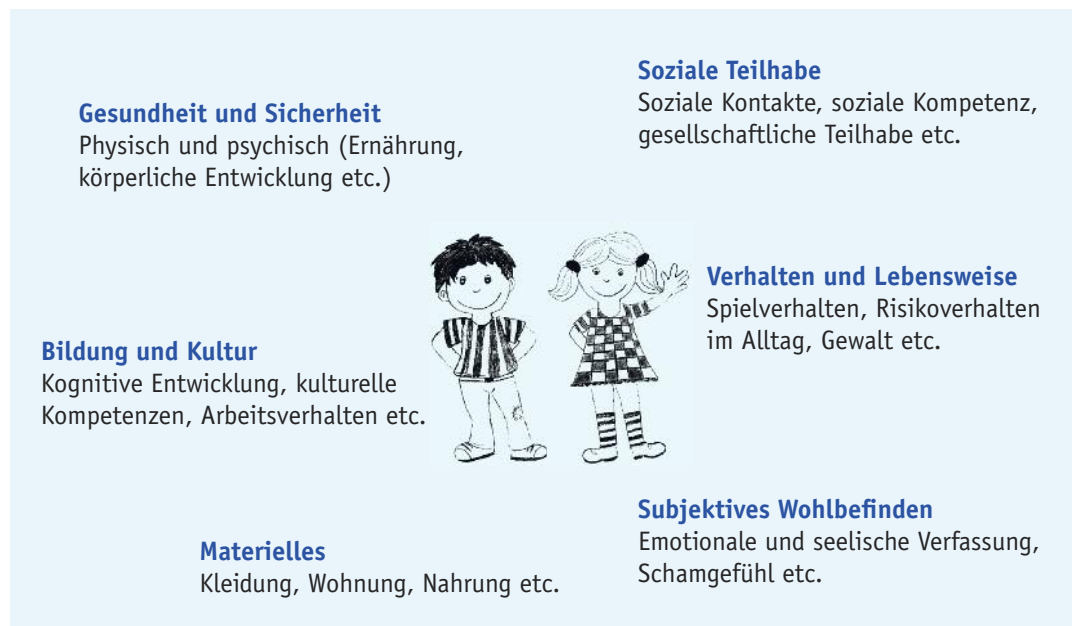 Gesundheit und Sicherheit
Physisch und psychisch (Ernährung,
körperliche Entwicklung etc.)
Soziale Teilhabe
Soziale Kontakte, soziale Kompetenz,
gesellschaftliche Teilhabe etc.
Bildung und Kultur
Kognitive Entwicklung, kulturelle
Kompetenzen, Arbeitsverhalten etc.
Verhalten und Lebensweise
Spielverhalten, Risikoverhalten
im Alltag, Gewalt etc.
Materielles
Kleidung, Wohnung, Nahrung etc.
Subjektives Wohlbefinden
Emotionale und seelische Verfassung,
Schamgefühl etc.